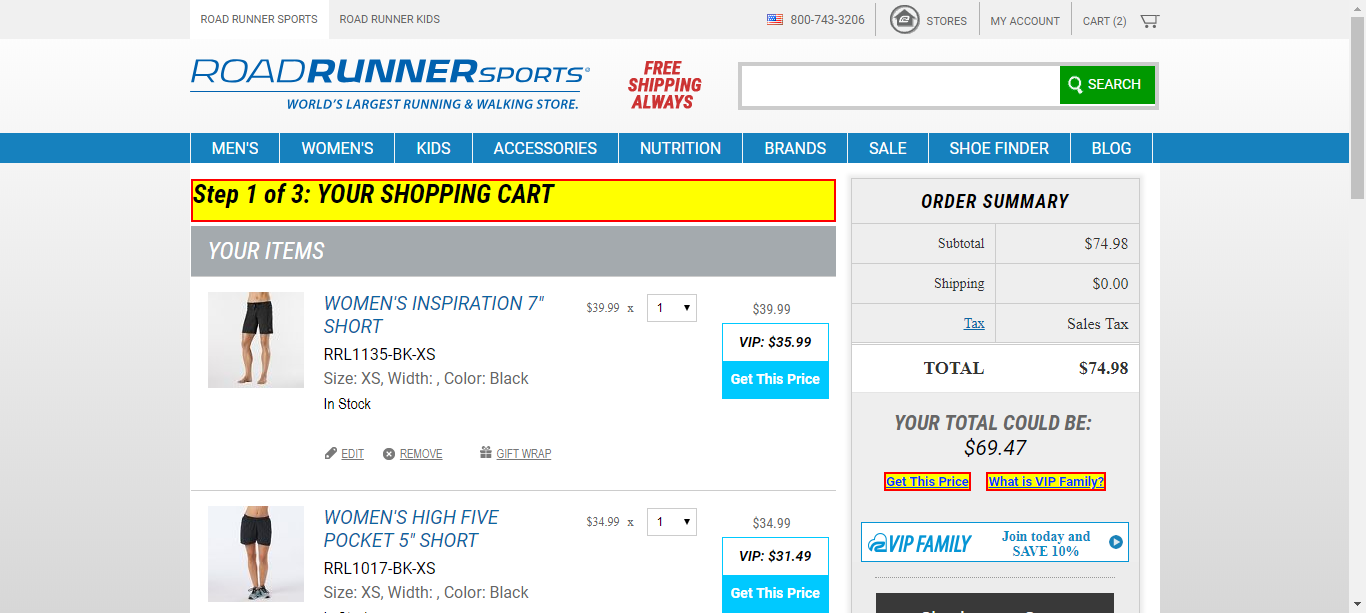 ROAD RUNNER SPORTS
ROAD RUNNER KIDS
800-743-3206
STORES
MY ACCOUNT
CART (2)
ROADRUNNERSPORTS®
WORLD'S LARGEST RUNNING & WALKING STORE.
FREE
SHIPPING
ALWAYS
SEARCH
MEN'S
WOMEN'S
KIDS
ACCESSORIES
NUTRITION
BRANDS
SALE
SHOE FINDER
BLOG
Step 1 of 3: YOUR SHOPPING CART
YOUR ITEMS
WOMEN'S INSPIRATION 7"
SHORT
RRL1135-BK-XS
Size: XS, Width: , Color: Black
In Stock
EDIT
REMOVE
GIFT WRAP
$39.99 x
1
$39.99
VIP: $35.99
Get This Price
WOMEN'S HIGH FIVE
POCKET 5" SHORT
RRL1017-BK-XS
Size: XS, Width: , Color: Black
$34.99 x
1
$34.99
VIP: $31.49
Get This Price
ORDER SUMMARY
Subtotal $74.98
Shipping $0.00
Tax Sales Tax
TOTAL $74.98
YOUR TOTAL COULD BE:
$69.47
Get This Price
What is VIP Family?
VIP FAMILY
Join today and
SAVE 10%